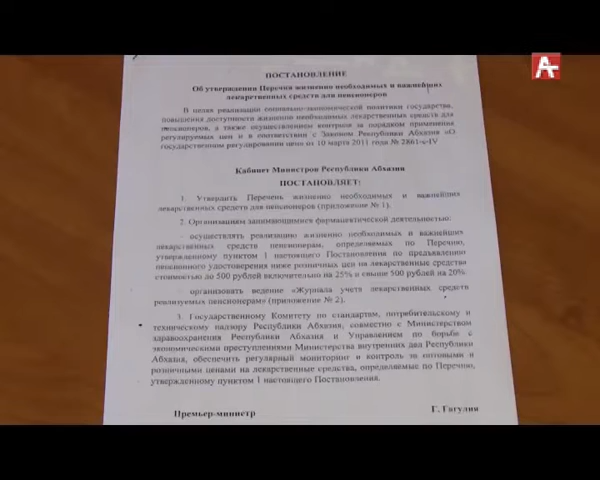 ПОСТАНОВЛЕНИЕ
Об утверждении Перечня жизненно необходимых и важнейших
лекарственных средств для пенсионеров
В целях реализации социально-экономической политики государства,
повышения доступности жизненно необходимых лекарственных средств для
пенсионеров, а также осуществлением контроля за порядком применения
регулируемых цен и в соответствии с Законом Республики Абхазия «О
государственном регулировании цен» от 10 марта 2011 года № 2861-с-IV
Кабинет Министров Республики Абхазия
ПОСТАНОВЛЯЕТ:
1. Утвердить Перечень жизненно необходимых и важнейших
лекарственных средств для пенсионеров (приложение № 1).
2. Организациям занимающимися фармацевтической деятельностью:
- осуществлять реализацию жизненно необходимых и важнейших
лекарственных средств пенсионерам, определяемых по Перечню,
утвержденному пунктом 1 настоящего Постановления по предъявлению
пенсионного удостоверения ниже розничных цен на лекарственные средства
стоимостью до 500 рублей включительно на 25% и свыше 500 рублей на 20%
- организовать ведение «Журнала учета лекарственных средств
реализуемых пенсионерам» (приложение № 2).
3. Государственному Комитету по стандартам, потребительскому и
техническому надзору Республики Абхазия, совместно с Министерством
здравоохранения Республики Абхазия и Управлением по борьбе с
экономическими преступлениями Министерства внутренних дел Республики
Абхазия, обеспечить регулярный мониторинг и контроль за оптовыми и
розничными ценами на лекарственные средства, определяемые по Перечню,
утвержденному пунктом 1 настоящего Постановления.
Премьер-министр Г. Гагулия